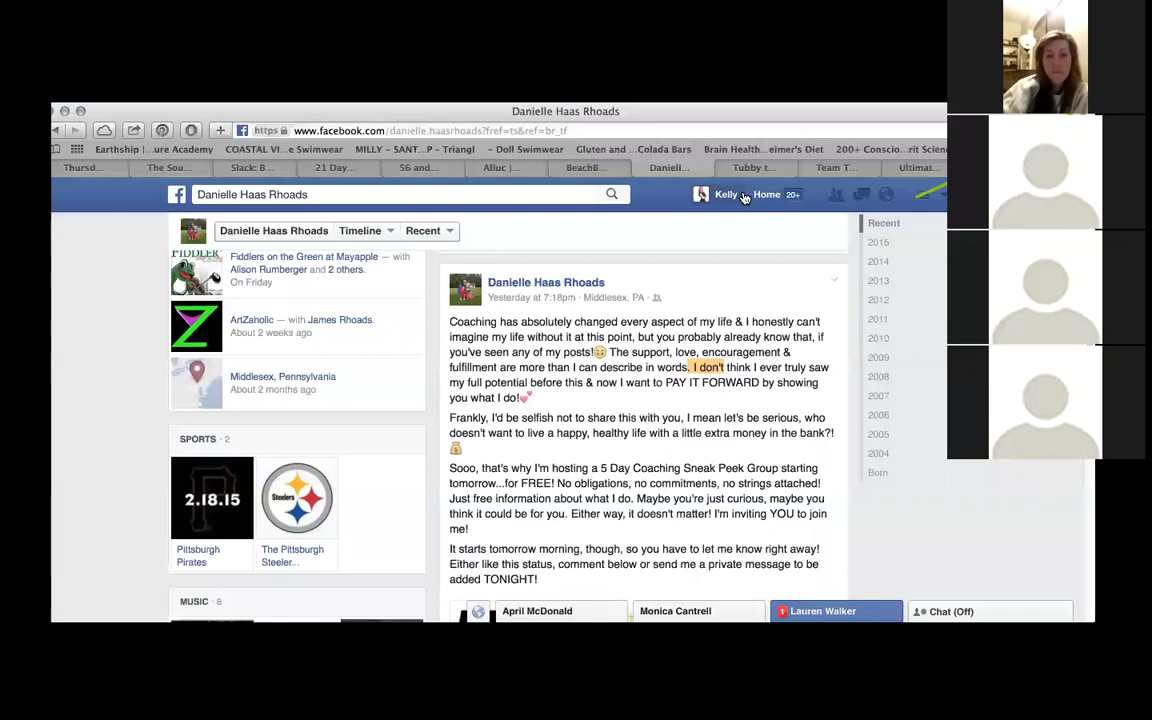 Danielle Haas Rhoads
https www.facebook.com/danielle.haasrhoads?fref=ts&ref=br_tf
Earthship ):...ure Academy COASTAL VI...e Swimwear MILLY – SANT...P – Triangl – Doll Swimwear Gluten and ...Colada Bars Brain Health...eimer's Diet 200+ Conscio...rit Science
Thursd... The Sou... Slack: B... 21 Day... 56 and... Alluc |... BeachB... Daniell... Tubby t... Team T... Ultimat...
Danielle Haas Rhoads Kelly Home 20+
Danielle Haas Rhoads Timeline Recent
Recent
2015
2014
2013
2012
2011
2010
2009
2008
2007
2006
2005
2004
Born
FIDDLER
Fiddlers on the Green at Mayapple — with
Alison Rumberger and 2 others.
On Friday
ArtZaholic — with James Rhoads.
About 2 weeks ago
Middlesex, Pennsylvania
About 2 months ago
SPORTS · 2
2.18.15
Steelers
Pittsburgh
Pirates
The Pittsburgh
Steeler...
MUSIC · 6
Danielle Haas Rhoads
Yesterday at 7:18pm · Middlesex, PA ·
Coaching has absolutely changed every aspect of my life & I honestly can't
imagine my life without it at this point, but you probably already know that, if
you've seen any of my posts!😆 The support, love, encouragement &
fulfillment are more than I can describe in words. I don't think I ever truly saw
my full potential before this & now I want to PAY IT FORWARD by showing
you what I do!💕
Frankly, I'd be selfish not to share this with you, I mean let's be serious, who
doesn't want to live a happy, healthy life with a little extra money in the bank?!
💰
Sooo, that's why I'm hosting a 5 Day Coaching Sneak Peek Group starting
tomorrow...for FREE! No obligations, no commitments, no strings attached!
Just free information about what I do. Maybe you're just curious, maybe you
think it could be for you. Either way, it doesn't matter! I'm inviting YOU to join
me!
It starts tomorrow morning, though, so you have to let me know right away!
Either like this status, comment below or send me a private message to be
added TONIGHT!
April McDonald Monica Cantrell 1 Lauren Walker Chat (Off)